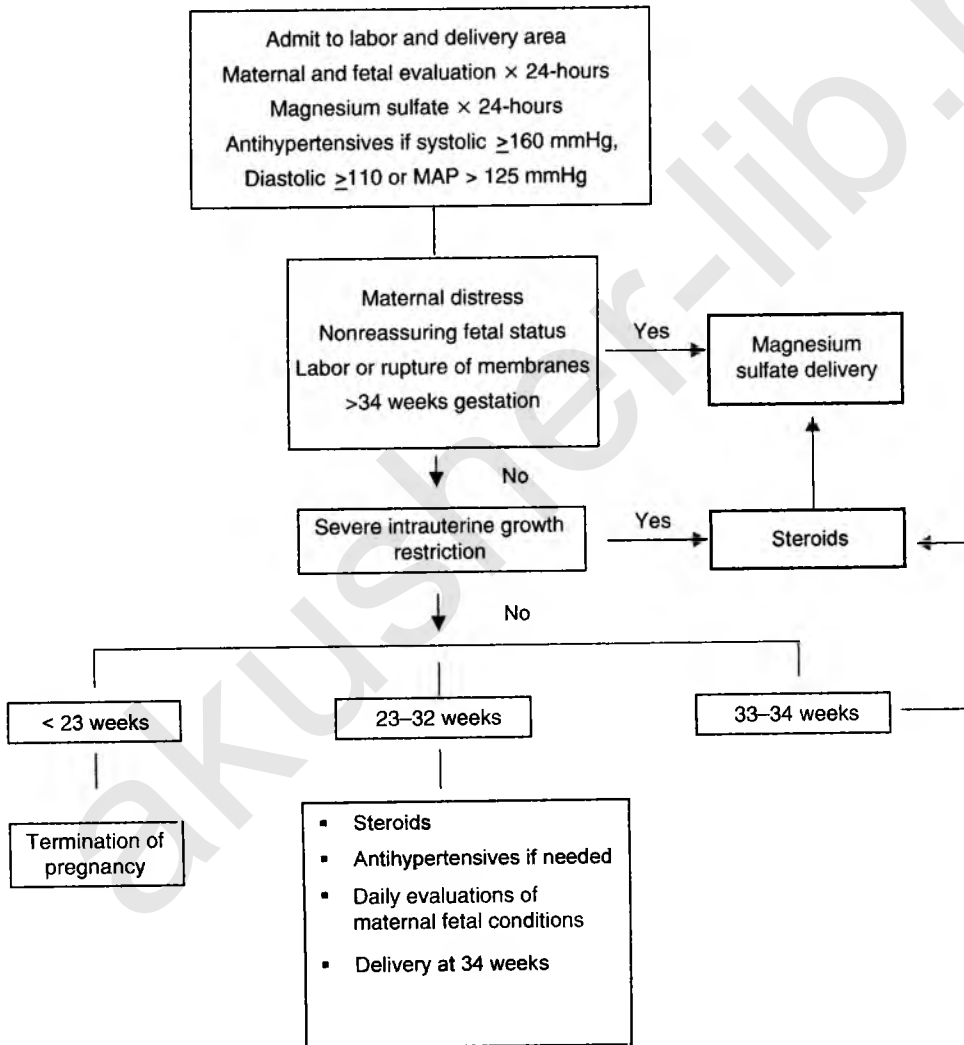 Admit to labor and delivery area
Maternal and fetal evaluation × 24-hours
Magnesium sulfate × 24-hours
Antihypertensives if systolic ≥160 mmHg,
Diastolic ≥110 or MAP > 125 mmHg
Maternal distress
Nonreassuring fetal status
Labor or rupture of membranes
>34 weeks gestation
Yes
Magnesium
sulfate delivery
No
Severe intrauterine growth
restriction
Yes
Steroids
No
< 23 weeks
23–32 weeks
33–34 weeks
Termination of
pregnancy
▪ Steroids
▪ Antihypertensives if needed
▪ Daily evaluations of
maternal fetal conditions
▪ Delivery at 34 weeks
akusher-lib.r